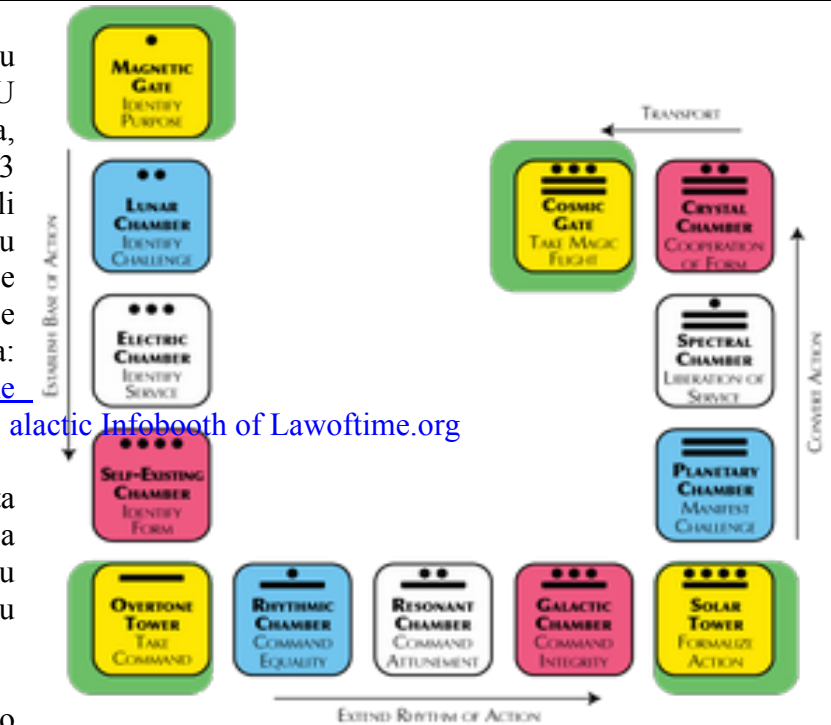 u
U
a,
3
li
u
e
e
a:
e
alactic Infobooth of Lawoftime.org
ta
a
u
u
o
MAGNETIC
GATE
IDENTIFY
PURPOSE
LUNAR
CHAMBER
IDENTIFY
CHALLENGE
ELECTRIC
CHAMBER
IDENTIFY
SERVICE
SELF-EXISTING
CHAMBER
IDENTIFY
FORM
ESTABLISH BASE OF ACTION
OVERTONE
TOWER
TAKE
COMMAND
RHYTHMIC
CHAMBER
COMMAND
EQUALITY
RESONANT
CHAMBER
COMMAND
ATTUNEMENT
GALACTIC
CHAMBER
COMMAND
INTEGRITY
SOLAR
TOWER
FORMALIZE
ACTION
EXTEND RHYTHM OF ACTION
PLANETARY
CHAMBER
MANIFEST
CHALLENGE
SPECTRAL
CHAMBER
LIBERATION OF
SERVICE
CRYSTAL
CHAMBER
COOPERATION
OF FORM
CONVERT ACTION
TRANSPORT
COSMIC
GATE
TAKE MAGIC
FLIGHT